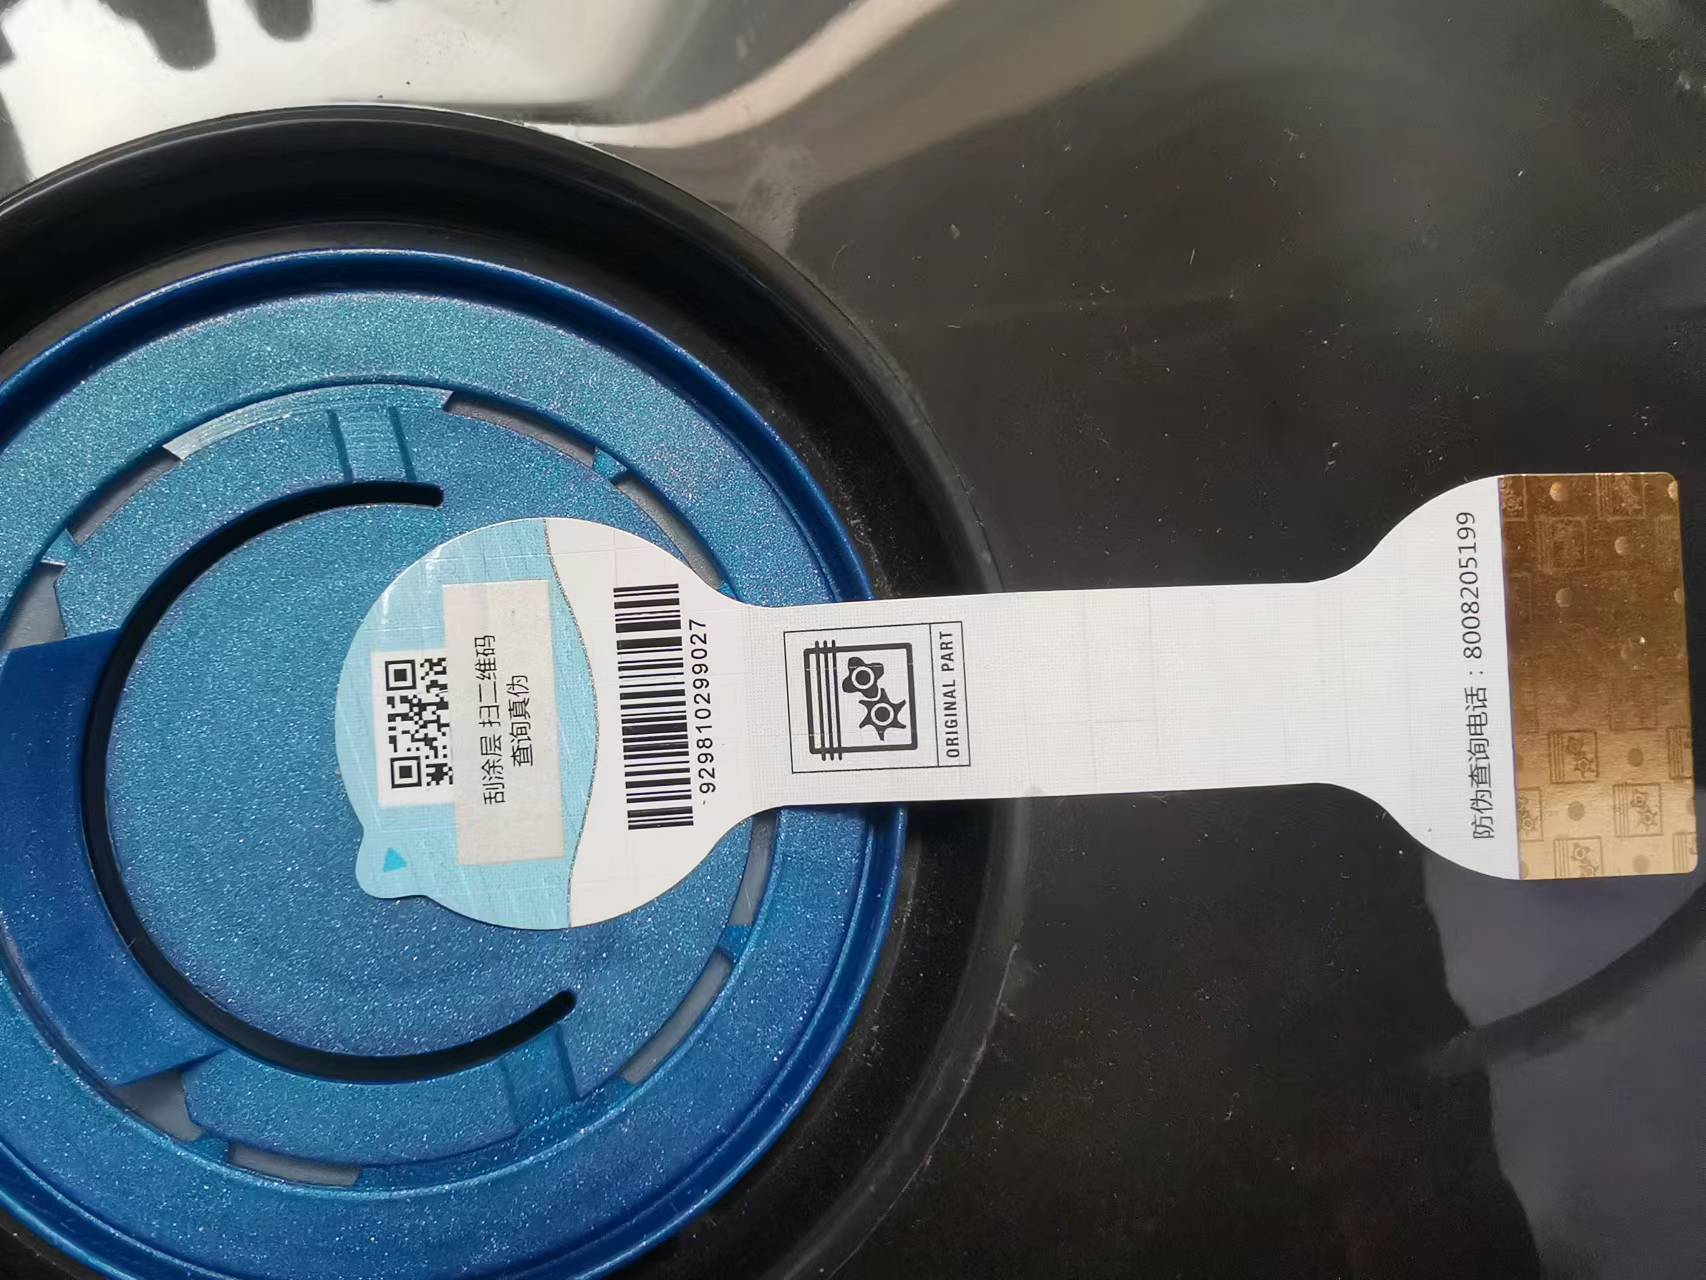 刮涂层 扫二维码
查询真伪
929810299027
ORIGINAL PART
防伪查询电话：8008205199